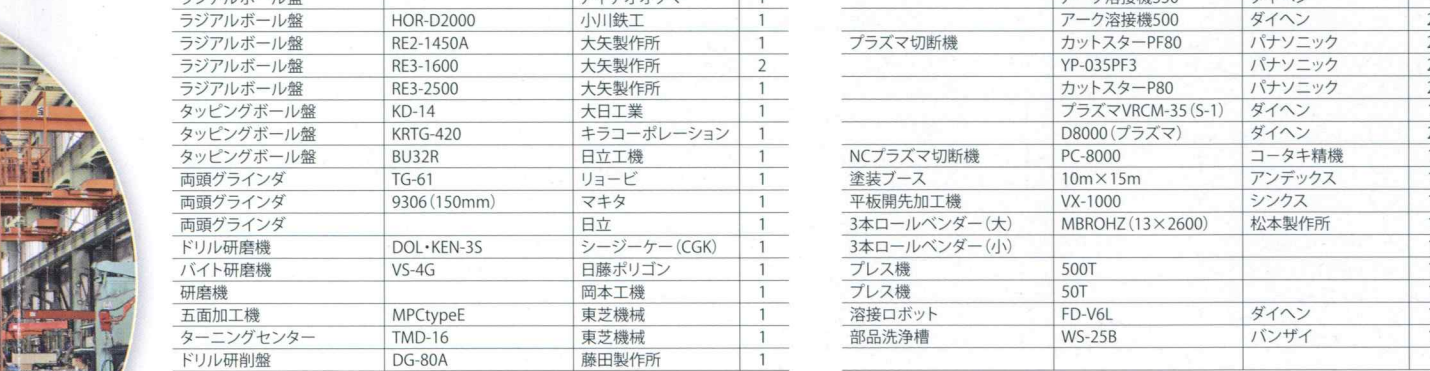 ラジアルボール盤 HOR-D2000 小川鉄工 1
ラジアルボール盤 RE2-1450A 大矢製作所 1
ラジアルボール盤 RE3-1600 大矢製作所 2
ラジアルボール盤 RE3-2500 大矢製作所 1
タッピングボール盤 KD-14 大日工業 1
タッピングボール盤 KRTG-420 キラコーポレーション 1
タッピングボール盤 BU32R 日立工機 1
両頭グラインダ TG-61 リョービ 1
両頭グラインダ 9306(150mm) マキタ 1
両頭グラインダ 日立 1
ドリル研磨機 DOL・KEN-3S シージーケー(CGK) 1
バイト研磨機 VS-4G 日藤ポリゴン 1
研磨機 岡本工機 1
五面加工機 MPCtypeE 東芝機械 1
ターニングセンター TMD-16 東芝機械 1
ドリル研削盤 DG-80A 藤田製作所 1
アーク溶接機500 ダイヘン
プラズマ切断機 カットスターPF80 パナソニック
YP-035PF3 パナソニック
カットスターP80 パナソニック
プラズマVRCM-35(S-1) ダイヘン
D8000(プラズマ) ダイヘン
NCプラズマ切断機 PC-8000 コータキ精機
塗装ブース 10m×15m アンデックス
平板開先加工機 VX-1000 シンクス
3本ロールベンダー(大) MBROHZ(13×2600) 松本製作所
3本ロールベンダー(小)
プレス機 500T
プレス機 50T
溶接ロボット FD-V6L ダイヘン
部品洗浄槽 WS-25B バンザイ